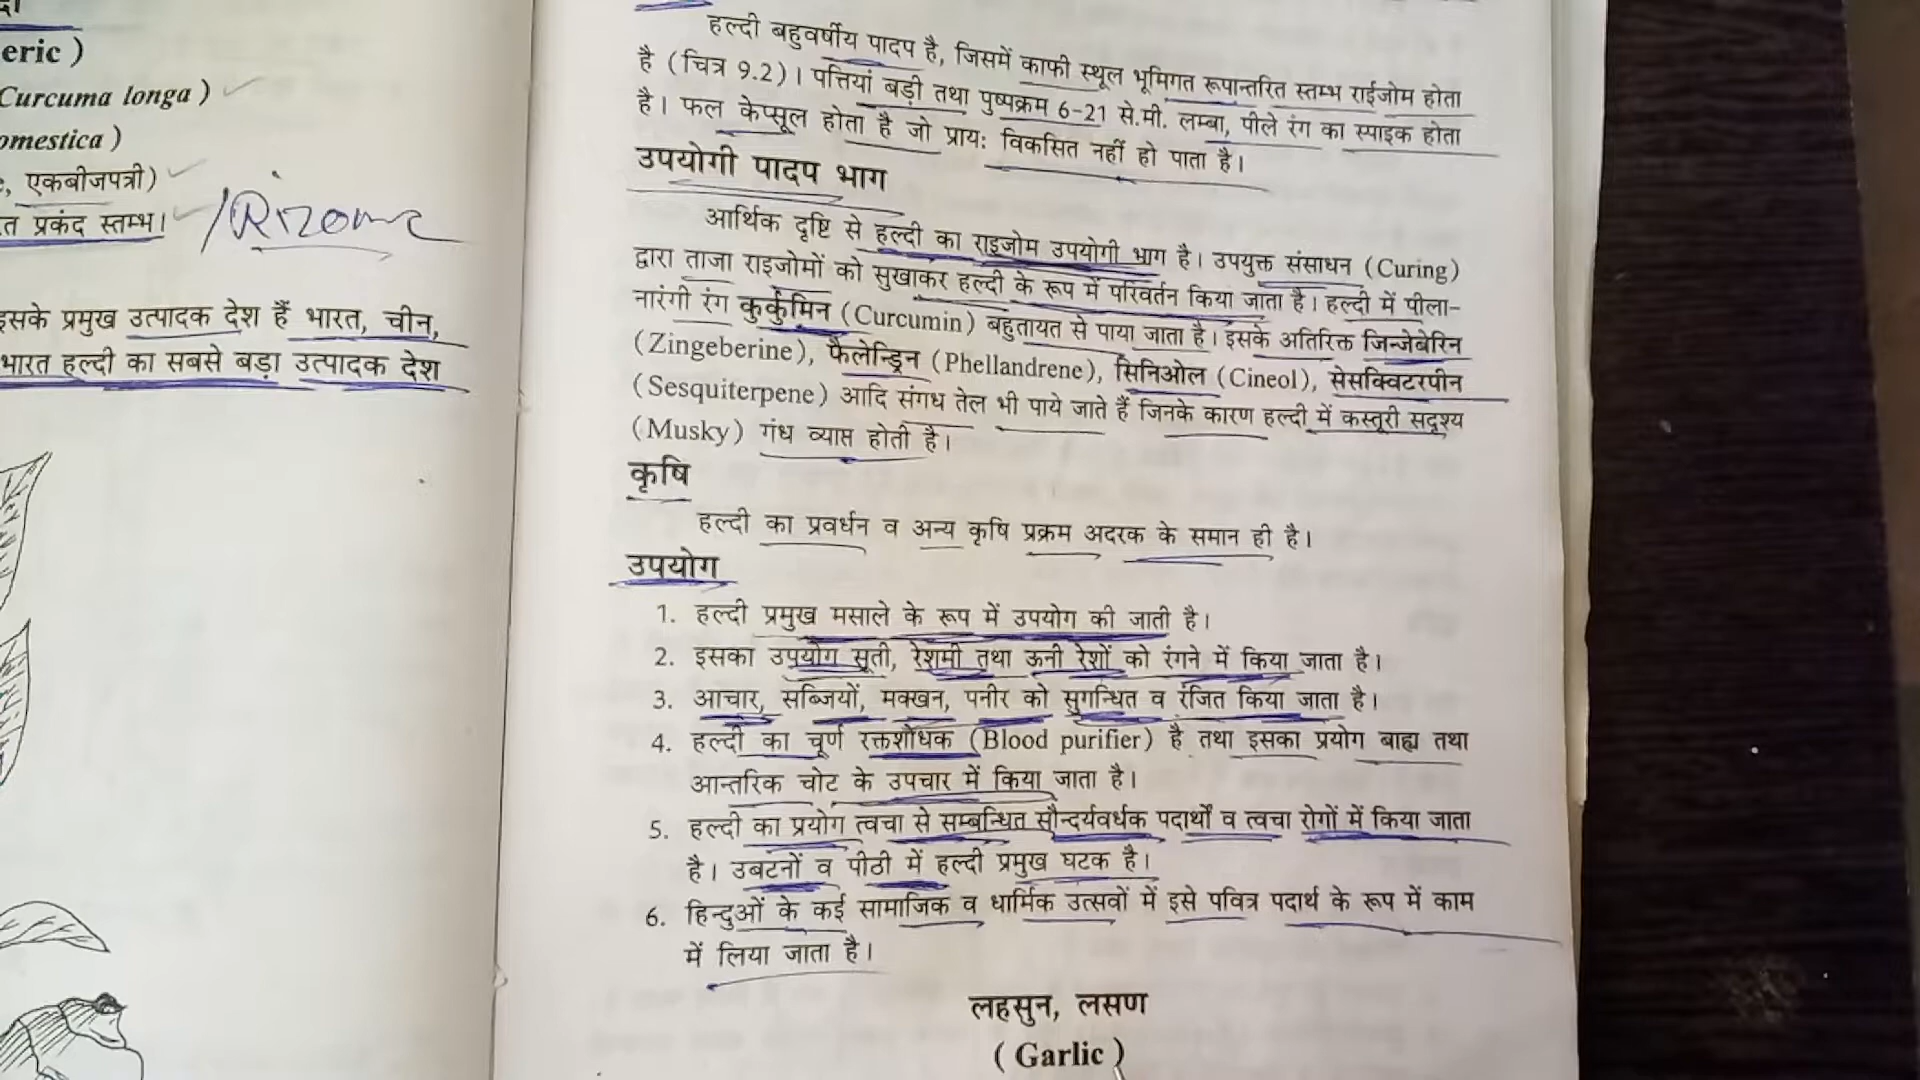 eric )
Curcuma longa )
omestica )
एकबीजपत्री)
त प्रकंद स्तम्भ।
Rizome
इसके प्रमुख उत्पादक देश हैं भारत, चीन,
भारत हल्दी का सबसे बड़ा उत्पादक देश
हल्दी बहुवर्षीय पादप है, जिसमें काफी स्थूल भूमिगत रूपान्तरित स्तम्भ राईजोम होता
है (चित्र 9.2)। पत्तियां बड़ी तथा पुष्पक्रम 6-21 से.मी. लम्बा, पीले रंग का स्पाइक होता
है। फल केप्सूल होता है जो प्रायः विकसित नहीं हो पाता है।
उपयोगी पादप भाग
आर्थिक दृष्टि से हल्दी का राइजोम उपयोगी भाग है। उपयुक्त संसाधन (Curing)
द्वारा ताजा राइजोमों को सुखाकर हल्दी के रूप में परिवर्तन किया जाता है। हल्दी में पीला-
नारंगी रंग कुर्कुमिन (Curcumin) बहुतायत से पाया जाता है। इसके अतिरिक्त जिन्जेबेरिन
(Zingeberine), फैलेन्ड्रिन (Phellandrene), सिनिओल (Cineol), सेसक्विटरपीन
(Sesquiterpene) आदि संगध तेल भी पाये जाते हैं जिनके कारण हल्दी में कस्तूरी सदृश्य
(Musky) गंध व्याप्त होती है।
कृषि
हल्दी का प्रवर्धन व अन्य कृषि प्रक्रम अदरक के समान ही है।
उपयोग
1. हल्दी प्रमुख मसाले के रूप में उपयोग की जाती है।
2. इसका उपयोग सूती, रेशमी तथा ऊनी रेशों को रंगने में किया जाता है।
3. आचार, सब्जियों, मक्खन, पनीर को सुगन्धित व रंजित किया जाता है।
4. हल्दी का चूर्ण रक्तशोधक (Blood purifier) है तथा इसका प्रयोग बाह्य तथा
आन्तरिक चोट के उपचार में किया जाता है।
5. हल्दी का प्रयोग त्वचा से सम्बन्धित सौन्दर्यवर्धक पदार्थों व त्वचा रोगों में किया जाता
है। उबटनों व पीठी में हल्दी प्रमुख घटक है।
6. हिन्दुओं के कई सामाजिक व धार्मिक उत्सवों में इसे पवित्र पदार्थ के रूप में काम
में लिया जाता है।
लहसुन, लसण
( Garlic )